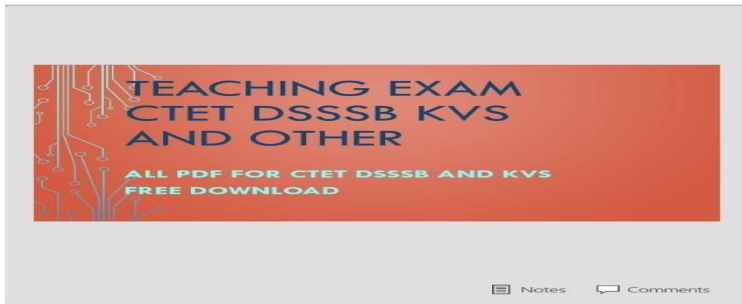 TEACHING EXAM
CTET DSSSB KVS
AND OTHER
ALL PDF FOR CTET DSSSB AND KVS
FREE DOWNLOAD
Notes Comments